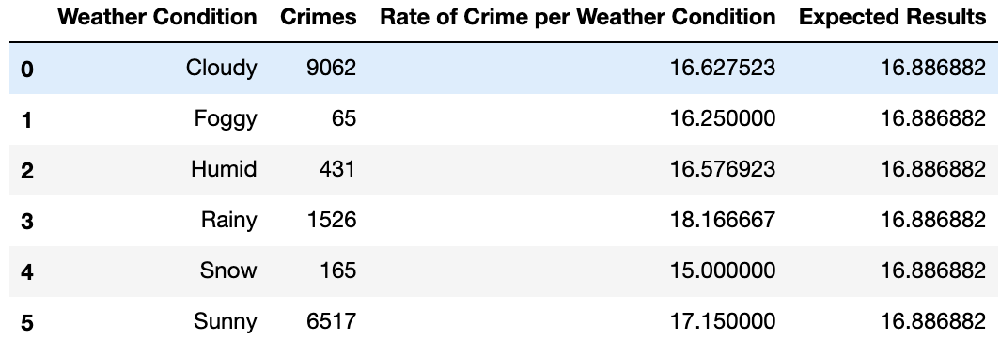 Weather Condition Crimes Rate of Crime per Weather Condition Expected Results
0 Cloudy 9062 16.627523 16.886882
1 Foggy 65 16.250000 16.886882
2 Humid 431 16.576923 16.886882
3 Rainy 1526 18.166667 16.886882
4 Snow 165 15.000000 16.886882
5 Sunny 6517 17.150000 16.886882